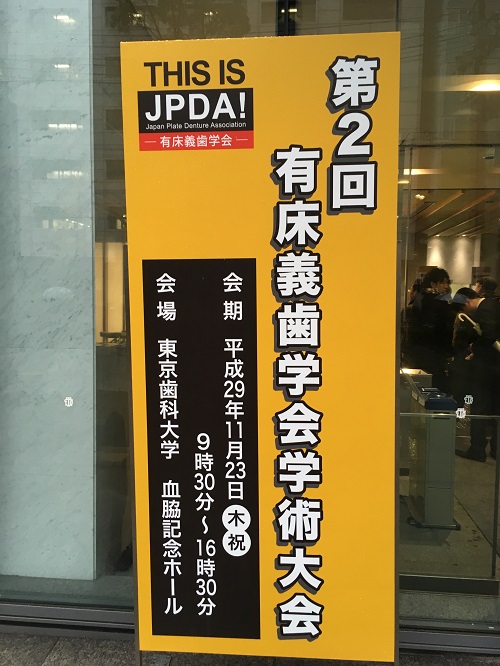 THIS IS
JPDA!
Japan Plate Denture Association
─ 有床義歯学会 ─
第2回
有床義歯学会学術大会
会期 平成29年11月23日 木・祝
9時30分～16時30分
会場 東京歯科大学 血脇記念ホール